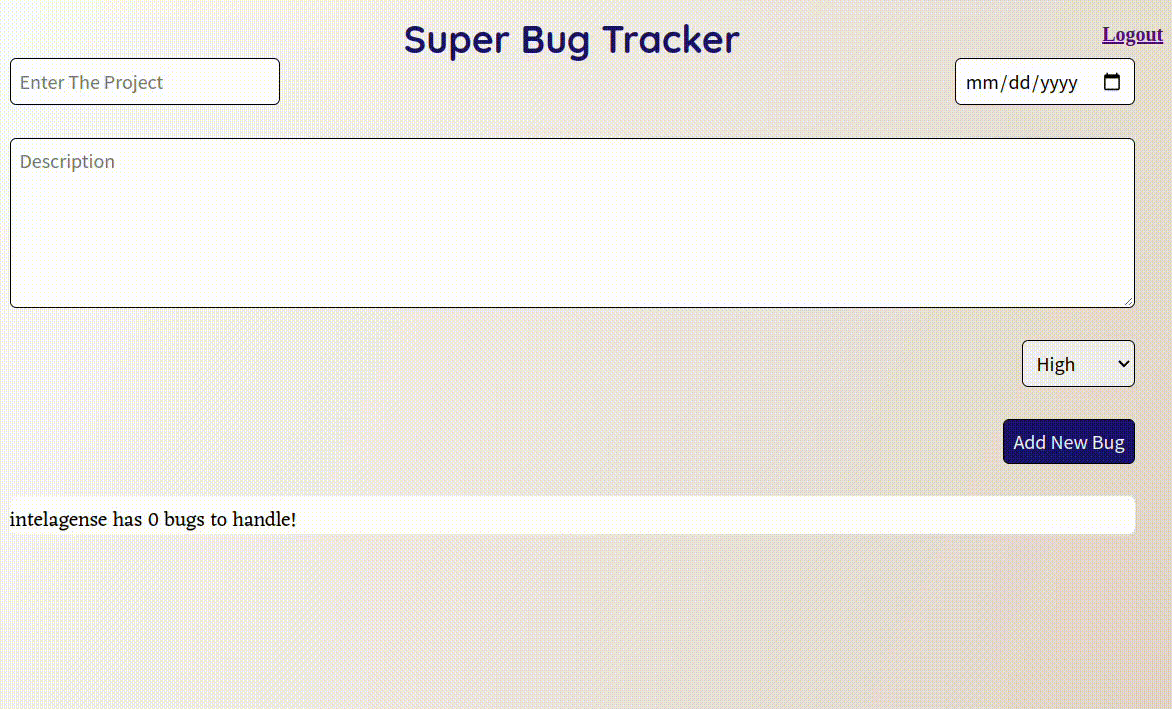 Super Bug Tracker
Logout
Enter The Project
mm/dd/yyyy
Description
High
Add New Bug
intelagense has 0 bugs to handle!